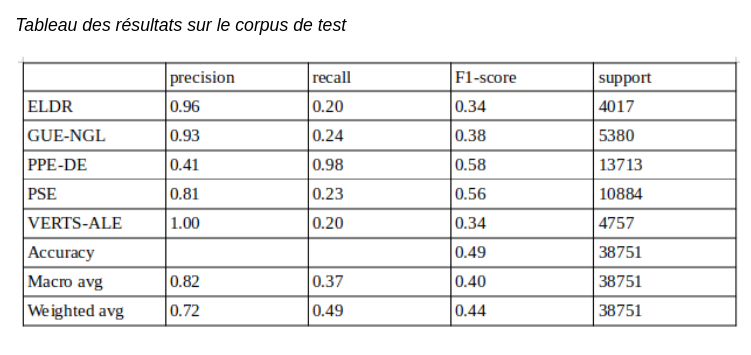 Tableau des résultats sur le corpus de test
precision recall F1-score support
ELDR 0.96 0.20 0.34 4017
GUE-NGL 0.93 0.24 0.38 5380
PPE-DE 0.41 0.98 0.58 13713
PSE 0.81 0.23 0.56 10884
VERTS-ALE 1.00 0.20 0.34 4757
Accuracy 0.49 38751
Macro avg 0.82 0.37 0.40 38751
Weighted avg 0.72 0.49 0.44 38751